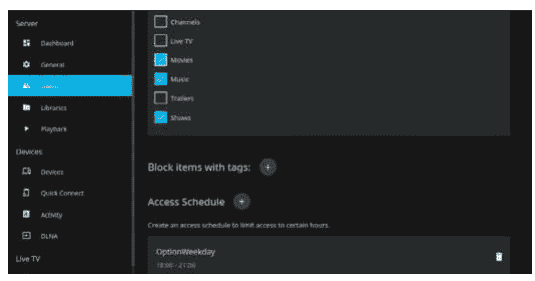 Server
Dashboard
General
Libraries
Playback
Devices
Devices
Quick Connect
Activity
DLNA
Live TV
Channels
Live TV
Movies
Music
Trailers
Shows
Block items with tags:
Access Schedule
Create an access schedule to limit access to certain hours.
OptionWeekday
18:00 - 21:00